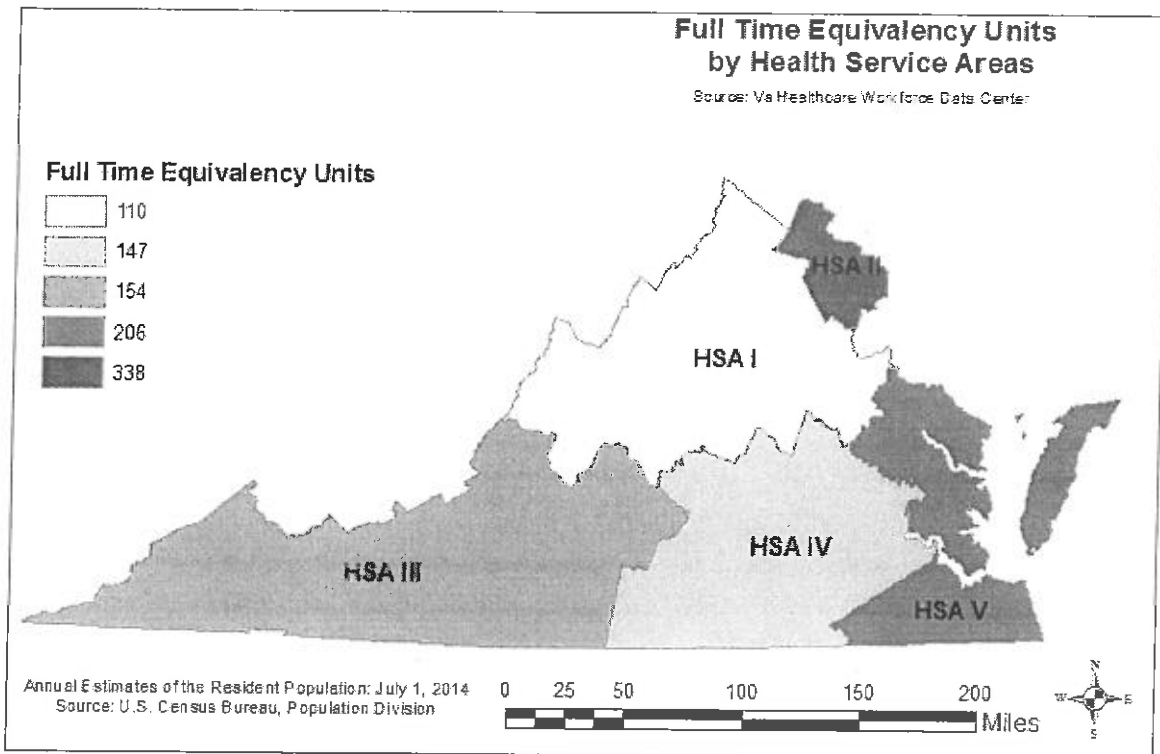 Full Time Equivalency Units
by Health Service Areas
Source: Va Healthcare Workforce Data Center
Full Time Equivalency Units
110
147
154
206
338
HSA II
HSA I
HSA IV
HSA III
HSA V
Annual Estimates of the Resident Population: July 1, 2014
Source: U.S. Census Bureau, Population Division
0 25 50 100 150 200
Miles
N
W E
S